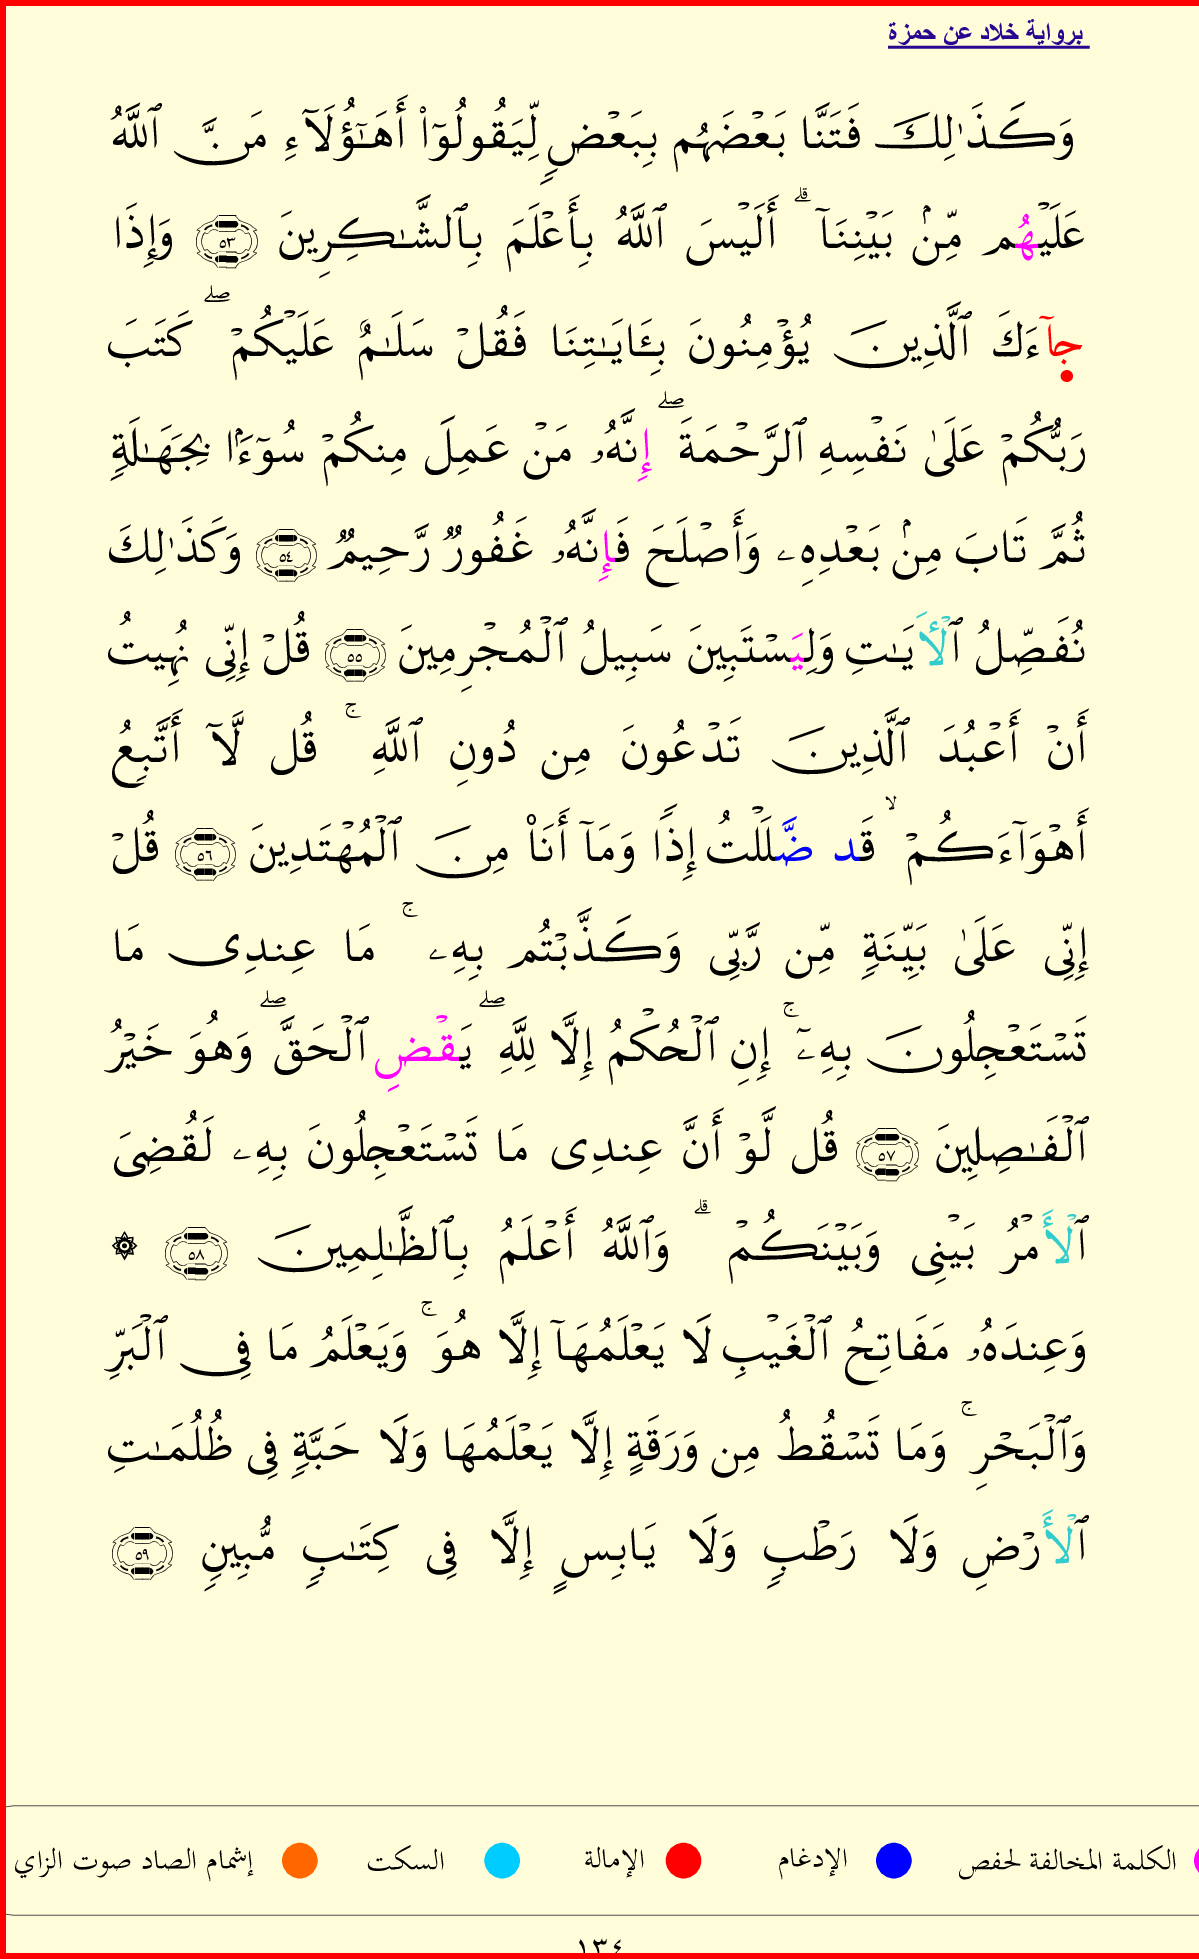 برواية خلاد عن حمزة
وَكَذَٰلِكَ فَتَنَّا بَعۡضَهُم بِبَعۡضٖ لِّيَقُولُوٓاْ أَهَٰٓؤُلَآءِ مَنَّ ٱللَّهُ
عَلَيۡهُم مِّنۢ بَيۡنِنَآۗ أَلَيۡسَ ٱللَّهُ بِأَعۡلَمَ بِٱلشَّٰكِرِينَ ٥٣ وَإِذَا
جآءَكَ ٱلَّذِينَ يُؤۡمِنُونَ بِـَٔايَٰتِنَا فَقُلۡ سَلَٰمٌ عَلَيۡكُمۡۖ كَتَبَ
رَبُّكُمۡ عَلَىٰ نَفۡسِهِ ٱلرَّحۡمَةَۖ إِنَّهُۥ مَنۡ عَمِلَ مِنكُمۡ سُوٓءَۢا بِجَهَٰلَةٖ
ثُمَّ تَابَ مِنۢ بَعۡدِهِۦ وَأَصۡلَحَ فَإِنَّهُۥ غَفُورٞ رَّحِيمٞ ٥٤ وَكَذَٰلِكَ
نُفَصِّلُ ٱلۡأٓيَٰتِ وَلِيَسۡتَبِينَ سَبِيلُ ٱلۡمُجۡرِمِينَ ٥٥ قُلۡ إِنِّي نُهِيتُ
أَنۡ أَعۡبُدَ ٱلَّذِينَ تَدۡعُونَ مِن دُونِ ٱللَّهِۚ قُل لَّآ أَتَّبِعُ
أَهۡوَآءَكُمۡۙ قَد ضَّلَلۡتُ إِذٗا وَمَآ أَنَا۠ مِنَ ٱلۡمُهۡتَدِينَ ٥٦ قُلۡ
إِنِّي عَلَىٰ بَيِّنَةٖ مِّن رَّبِّي وَكَذَّبۡتُم بِهِۦۚ مَا عِندِي مَا
تَسۡتَعۡجِلُونَ بِهِۦٓۚ إِنِ ٱلۡحُكۡمُ إِلَّا لِلَّهِۖ يَقۡضِ ٱلۡحَقَّۖ وَهُوَ خَيۡرُ
ٱلۡفَٰصِلِينَ ٥٧ قُل لَّوۡ أَنَّ عِندِي مَا تَسۡتَعۡجِلُونَ بِهِۦ لَقُضِيَ
ٱلۡأَمۡرُ بَيۡنِي وَبَيۡنَكُمۡۗ وَٱللَّهُ أَعۡلَمُ بِٱلظَّٰلِمِينَ ٥٨ ۞
وَعِندَهُۥ مَفَاتِحُ ٱلۡغَيۡبِ لَا يَعۡلَمُهَآ إِلَّا هُوَۚ وَيَعۡلَمُ مَا فِي ٱلۡبَرِّ
وَٱلۡبَحۡرِۚ وَمَا تَسۡقُطُ مِن وَرَقَةٍ إِلَّا يَعۡلَمُهَا وَلَا حَبَّةٖ فِي ظُلُمَٰتِ
ٱلۡأَرۡضِ وَلَا رَطۡبٖ وَلَا يَابِسٍ إِلَّا فِي كِتَٰبٖ مُّبِينٖ ٥٩
الكلمة المخالفة لحفص الإدغام الإمالة السكت إشمام الصاد صوت الزاي
١٣٤